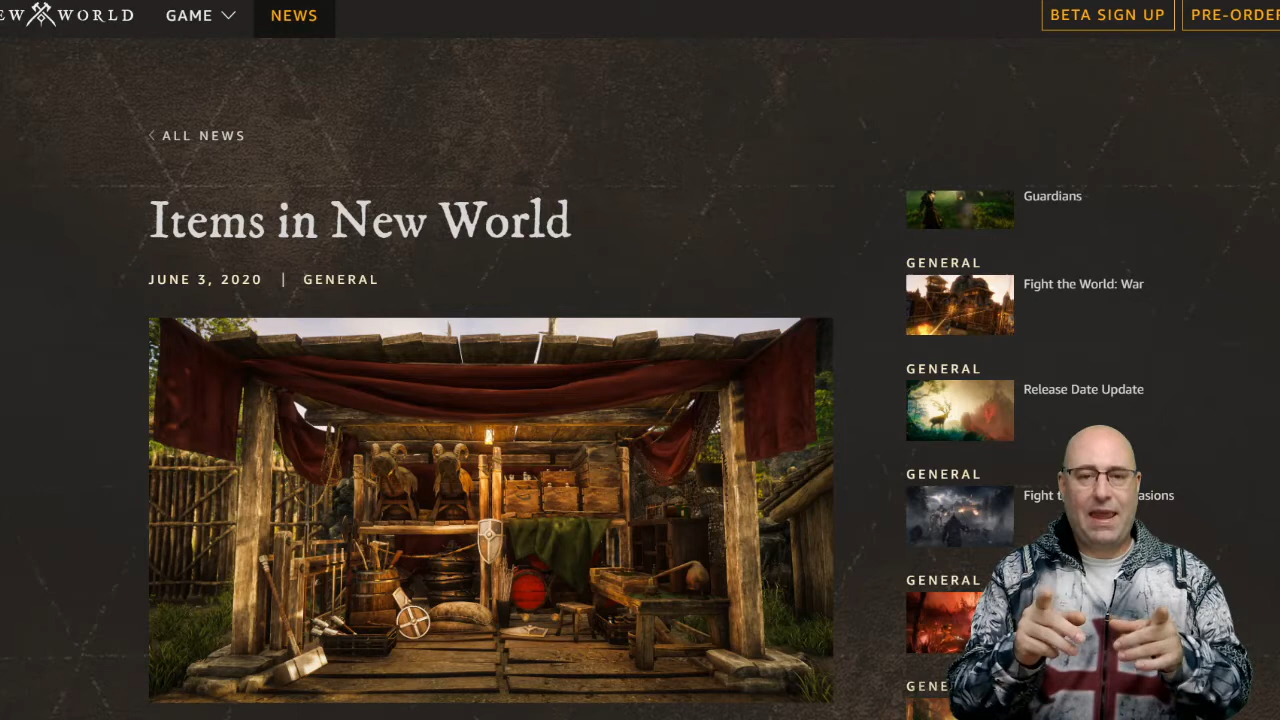 EW WORLD
GAME
NEWS
BETA SIGN UP
PRE-ORDER
ALL NEWS
Items in New World
JUNE 3, 2020 | GENERAL
Guardians
GENERAL
Fight the World: War
GENERAL
Release Date Update
GENERAL
Fight
GENERAL
GENE